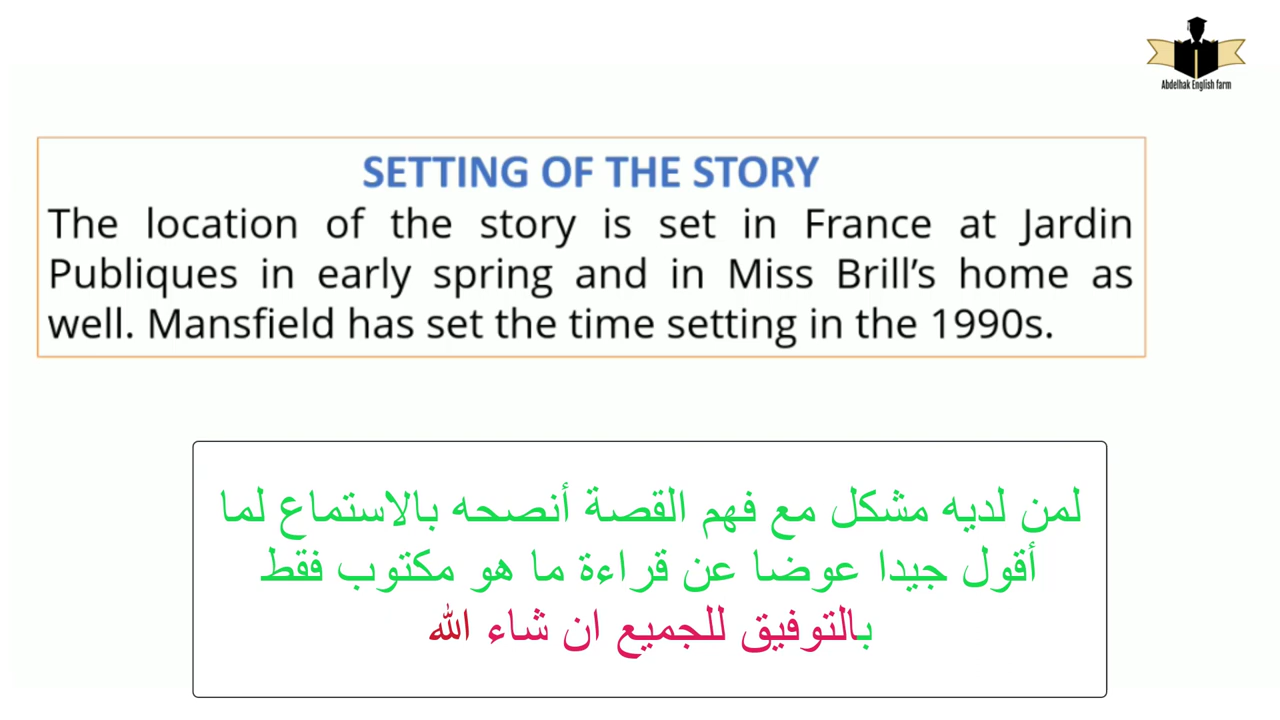 Abdelhak English farm
SETTING OF THE STORY
The location of the story is set in France at Jardin
Publiques in early spring and in Miss Brill’s home as
well. Mansfield has set the time setting in the 1990s.
لمن لديه مشكل مع فهم القصة أنصحه بالاستماع لما
أقول جيدا عوضا عن قراءة ما هو مكتوب فقط
بالتوفيق للجميع ان شاء الله